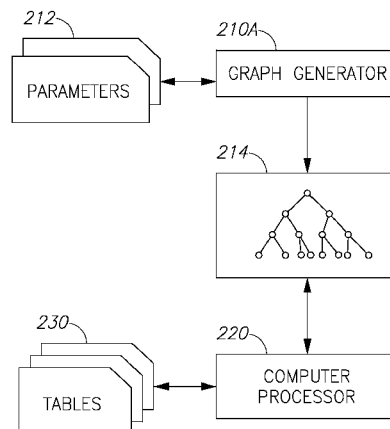 212
210A
PARAMETERS
GRAPH GENERATOR
214
230
220
TABLES
COMPUTER
PROCESSOR